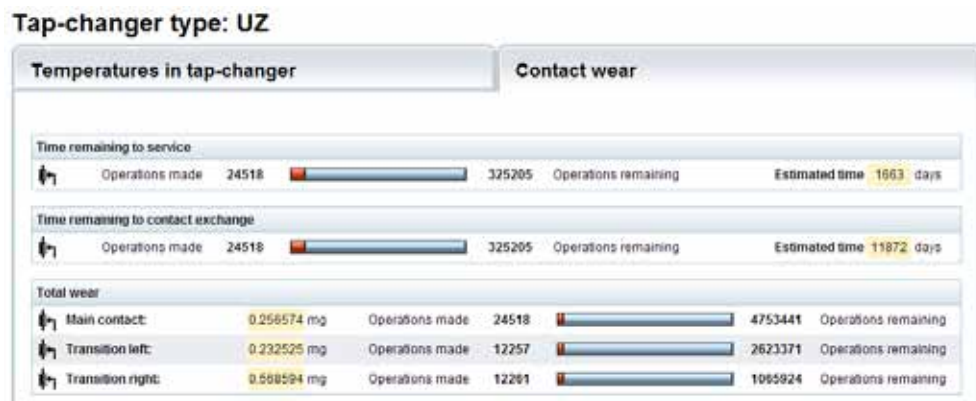 Tap-changer type: UZ
Temperatures in tap-changer Contact wear
Time remaining to service
Operations made 24518 325205 Operations remaining Estimated time 1663 days
Time remaining to contact exchange
Operations made 24518 325205 Operations remaining Estimated time 11872 days
Total wear
Main contact: 0.256574 mg Operations made 24518 4753441 Operations remaining
Transition left: 0.232525 mg Operations made 12257 2623371 Operations remaining
Transition right: 0.568594 mg Operations made 12261 1065924 Operations remaining